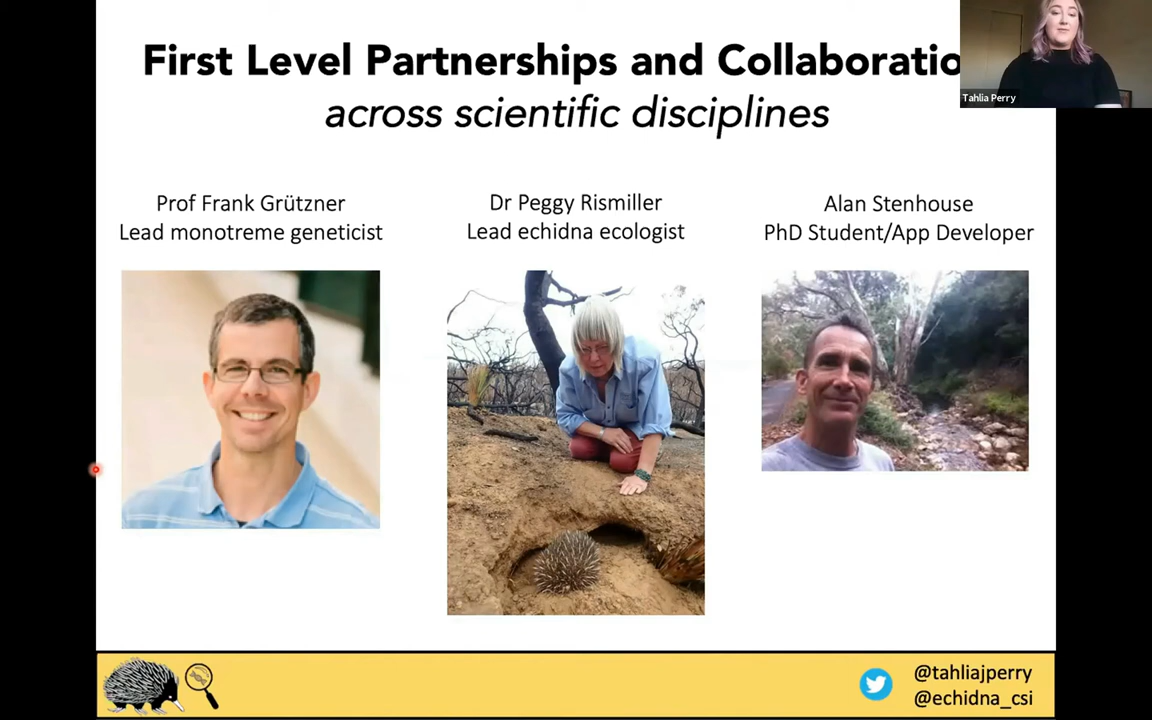 First Level Partnerships and Collaboratio
across scientific disciplines
Tahlia Perry
Prof Frank Grützner
Lead monotreme geneticist
Dr Peggy Rismiller
Lead echidna ecologist
Alan Stenhouse
PhD Student/App Developer
@tahliajperry
@echidna_csi